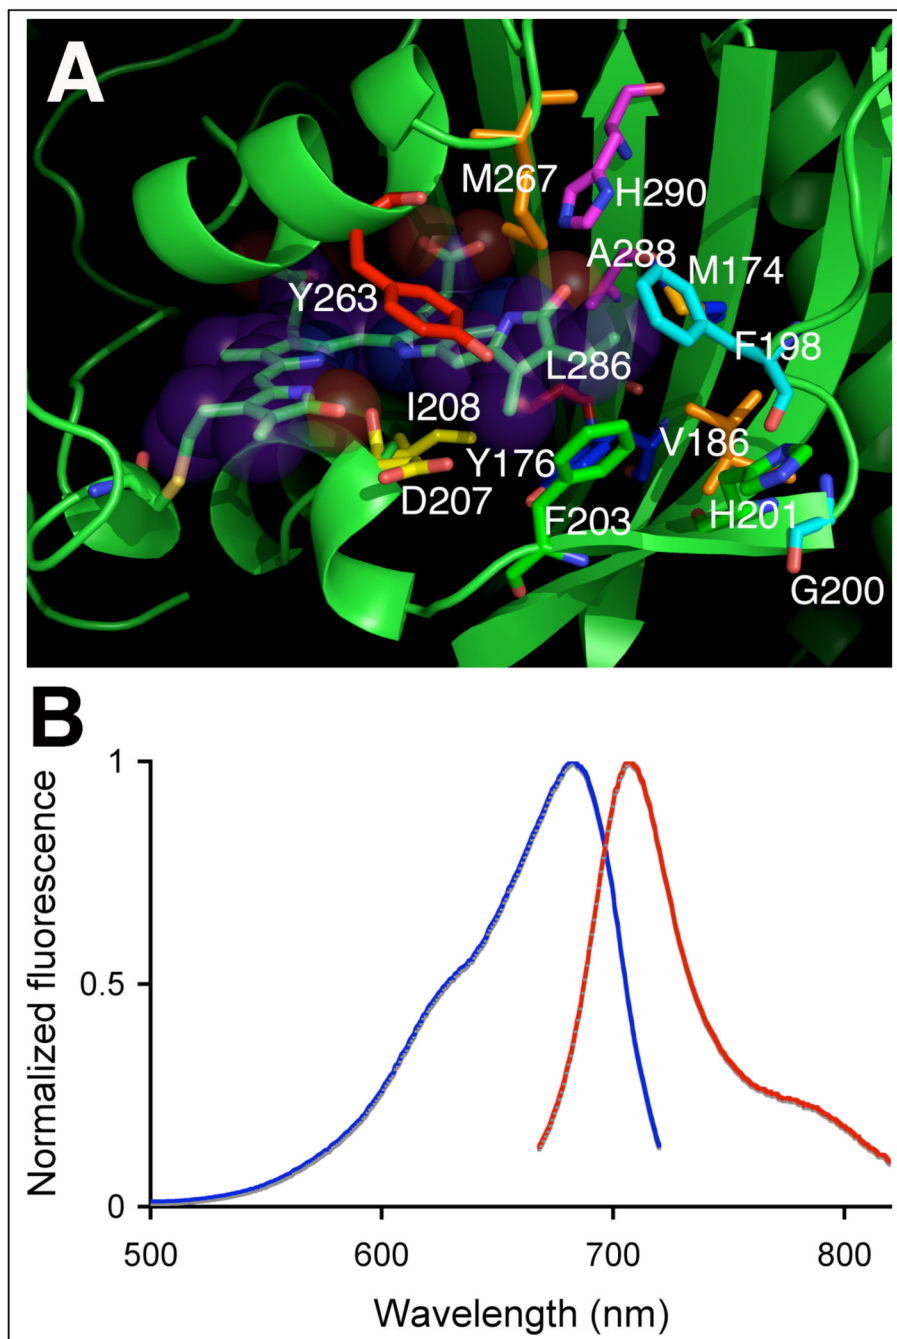 A
M267
H290
A288
M174
Y263
F198
L286
I208
V186
Y176
D207
F203
H201
G200
B
Normalized fluorescence
1
0.5
0
500 600 700 800
Wavelength (nm)